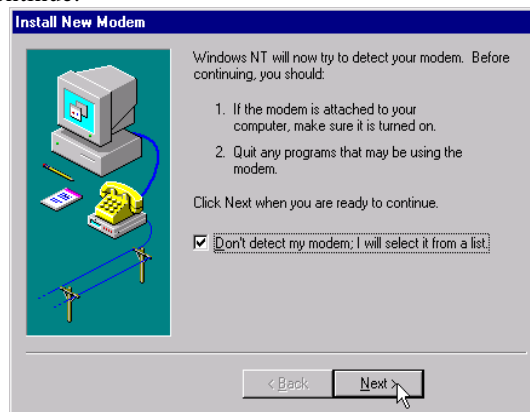 Install New Modem
Windows NT will now try to detect your modem. Before
continuing, you should:
1. If the modem is attached to your
computer, make sure it is turned on.
2. Quit any programs that may be using the
modem.
Click Next when you are ready to continue.
Don't detect my modem; I will select it from a list.
< Back
Next >